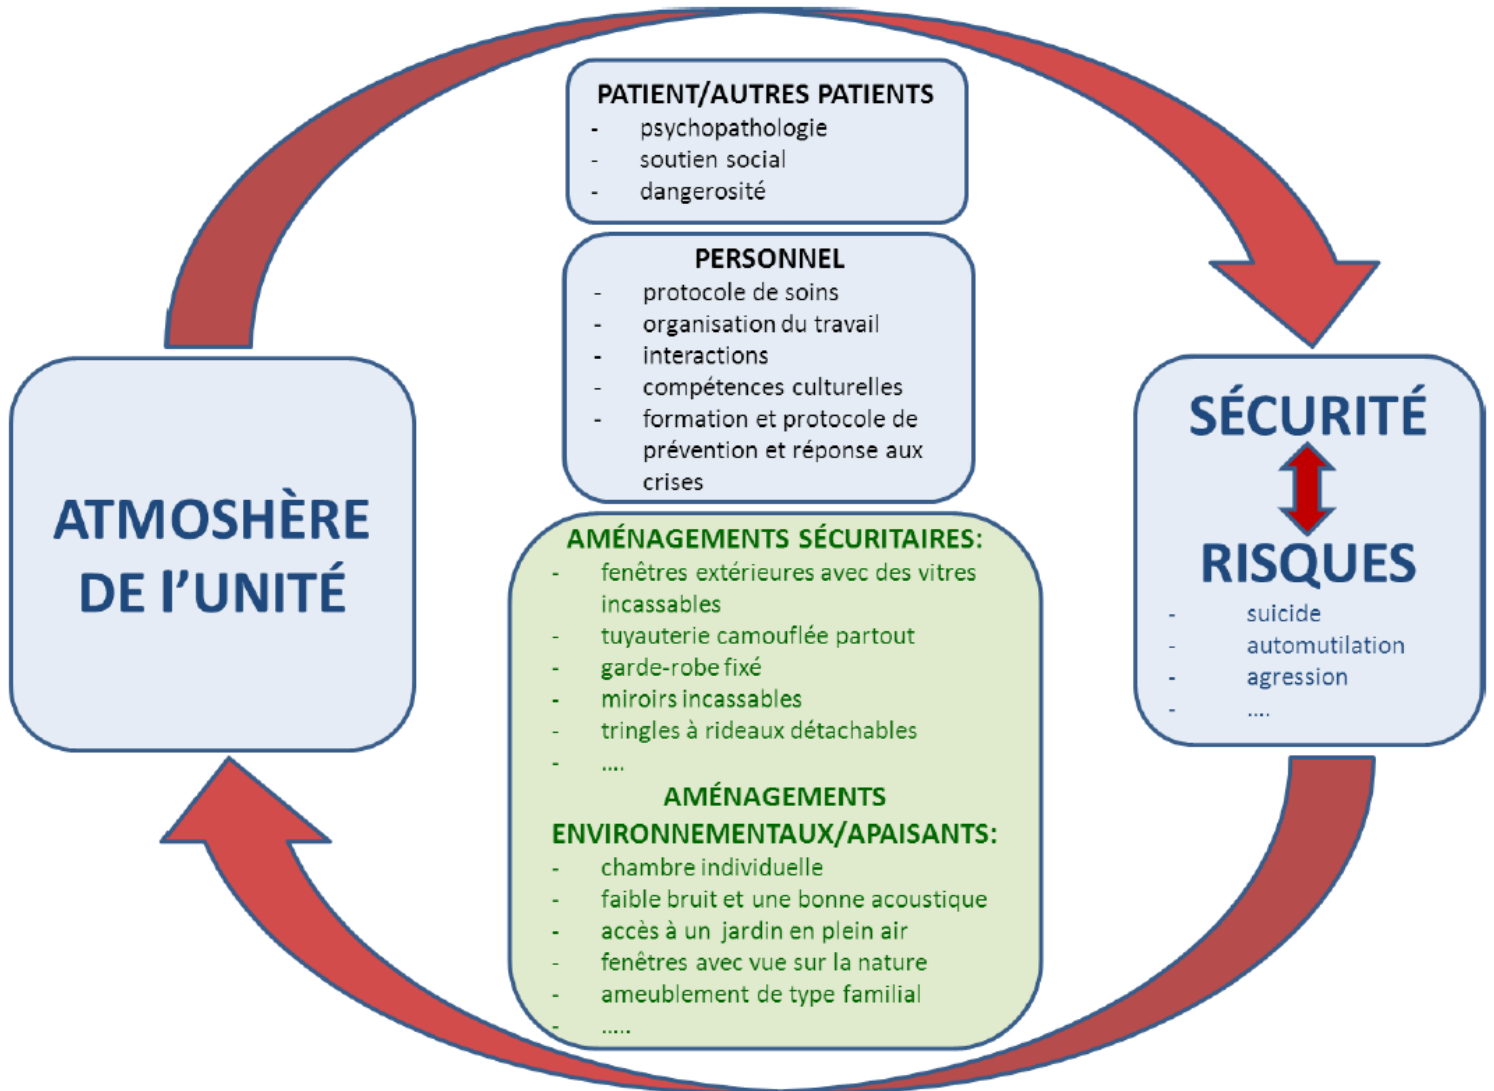 PATIENT/AUTRES PATIENTS
- psychopathologie
- soutien social
- dangerosité
PERSONNEL
- protocole de soins
- organisation du travail
- interactions
- compétences culturelles
- formation et protocole de
prévention et réponse aux
crises
ATMOSHÈRE
DE l'UNITÉ
SÉCURITÉ
RISQUES
- suicide
- automutilation
- agression
- ....
AMÉNAGEMENTS SÉCURITAIRES:
- fenêtres extérieures avec des vitres
incassables
- tuyauterie camouflée partout
- garde-robe fixé
- miroirs incassables
- tringles à rideaux détachables
- ....
AMÉNAGEMENTS
ENVIRONNEMENTAUX/APAISANTS:
- chambre individuelle
- faible bruit et une bonne acoustique
- accès à un jardin en plein air
- fenêtres avec vue sur la nature
- ameublement de type familial
- .....